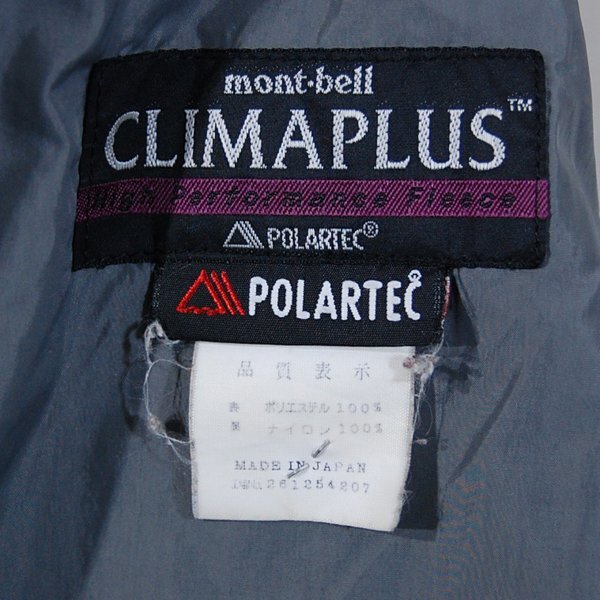 mont-bell
CLIMAPLUS™
High Performance Fleece
POLARTEC®
POLARTEC®
品質表示
表 ポリエステル 100%
裏 ナイロン 100%
MADE IN JAPAN
261254207